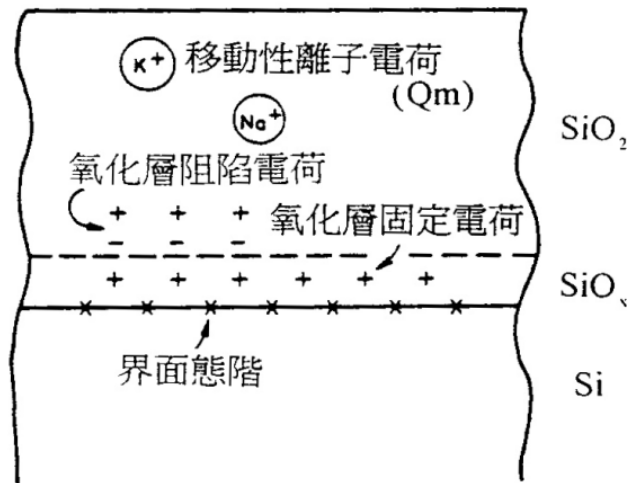 K+ 移動性離子電荷
(Qm)
Na+
SiO2
氧化層阻陷電荷
+ + +
氧化層固定電荷
- - -
+ + + + + +
SiOx
× × × × × × ×
界面態階
Si